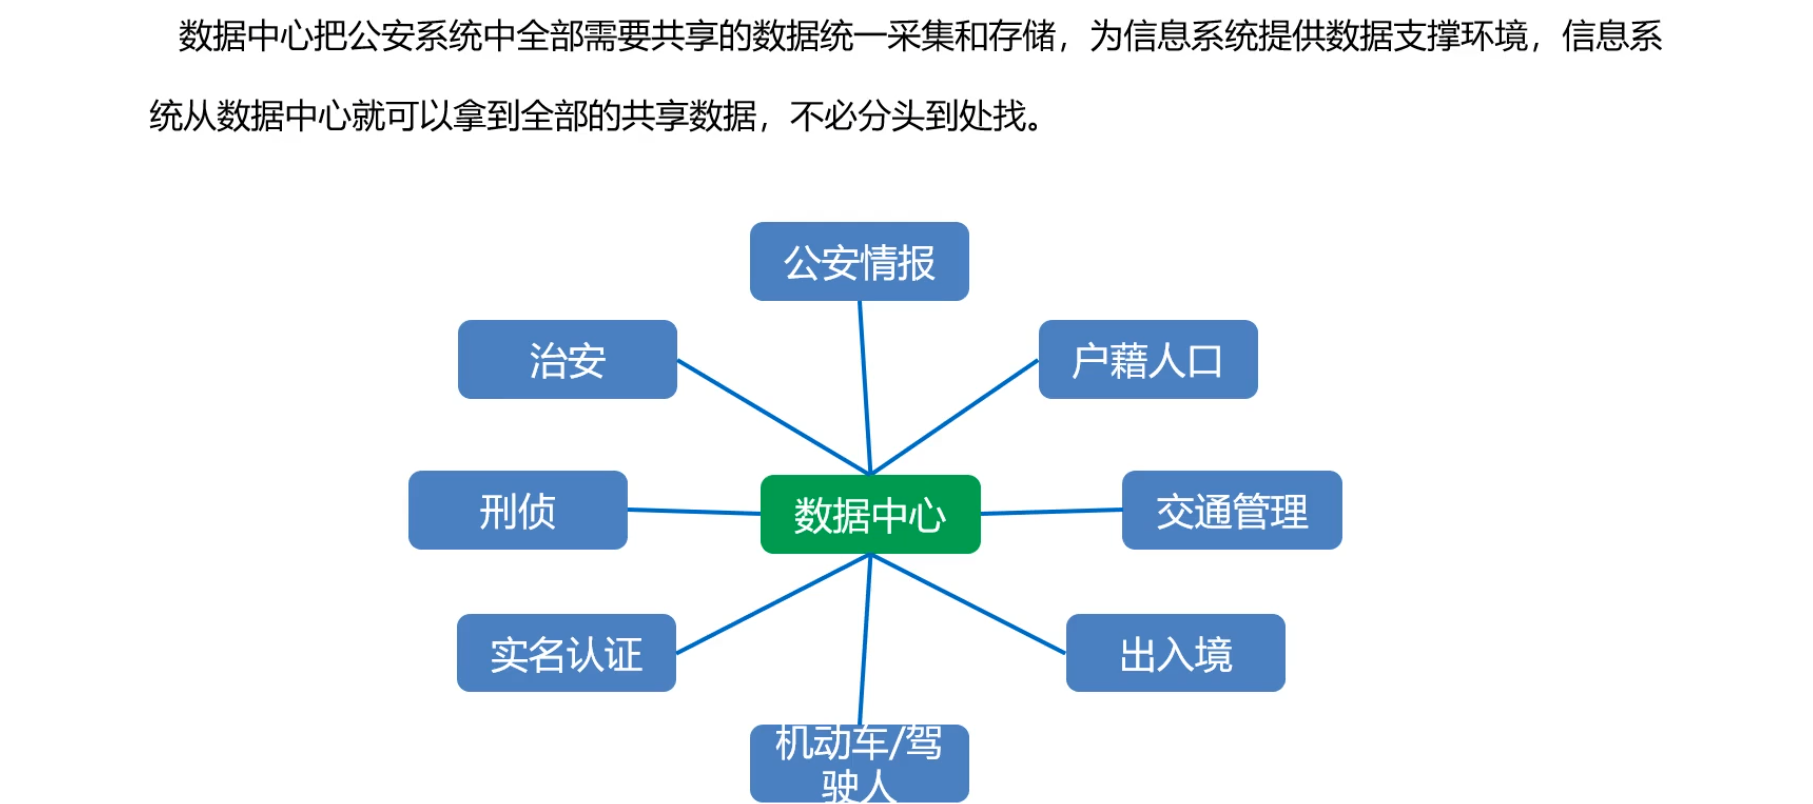 数据中心把公安系统中全部需要共享的数据统一采集和存储，为信息系统提供数据支撑环境，信息系
统从数据中心就可以拿到全部的共享数据，不必分头到处找。
公安情报
治安
户藉人口
刑侦
数据中心
交通管理
实名认证
出入境
机动车/驾
驶人